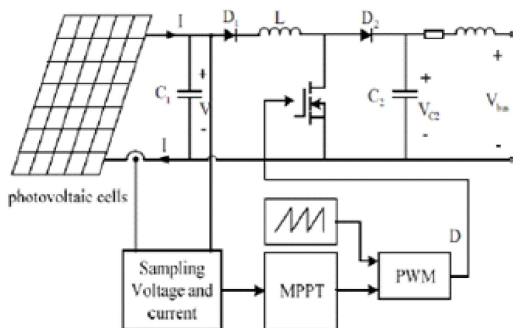 I
D1
L
D2
C1
+
V
-
C2
+
VC2
-
+
Vbus
-
I
photovoltaic cells
D
Sampling
Voltage and
current
MPPT
PWM